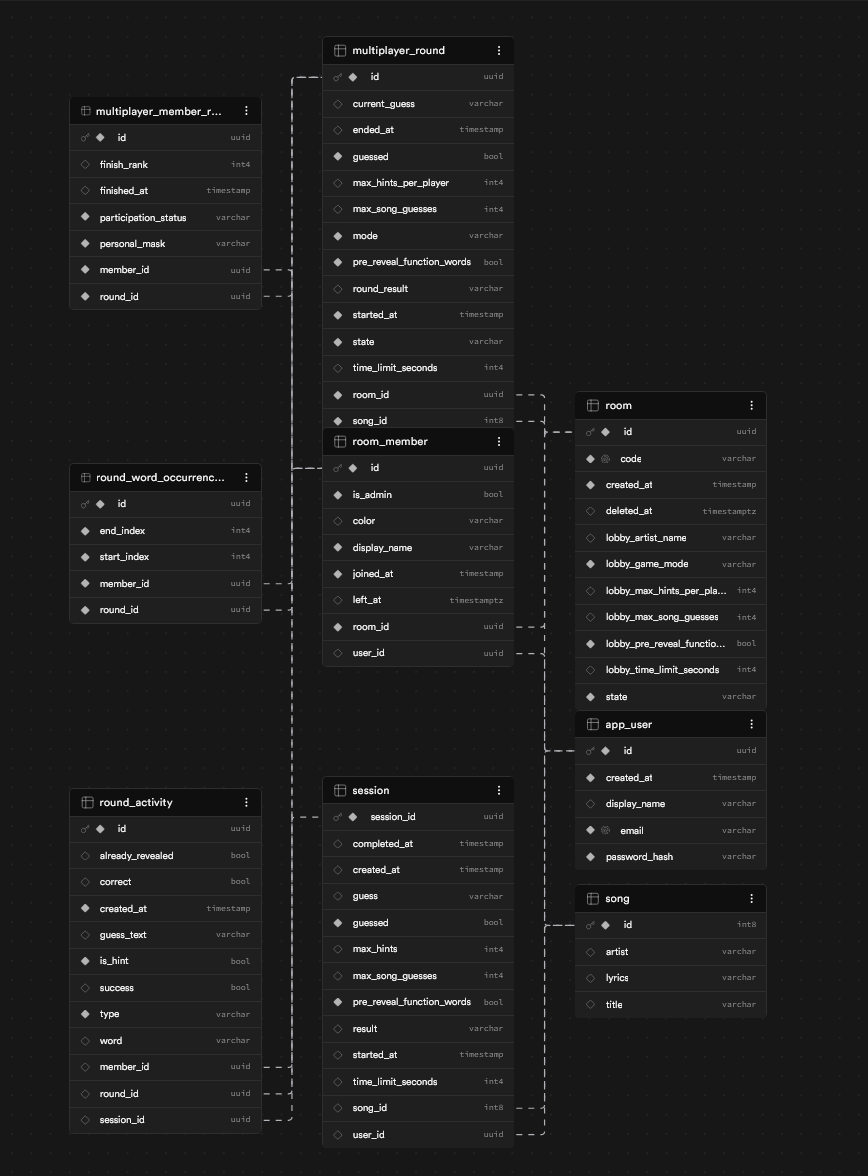 multiplayer_round
id uuid
current_guess varchar
ended_at timestamp
guessed bool
max_hints_per_player int4
max_song_guesses int4
mode varchar
pre_reveal_function_words bool
round_result varchar
started_at timestamp
state varchar
time_limit_seconds int4
room_id uuid
song_id int8
multiplayer_member_r...
id uuid
finish_rank int4
finished_at timestamp
participation_status varchar
personal_mask varchar
member_id uuid
round_id uuid
room
id uuid
code varchar
created_at timestamp
deleted_at timestamptz
lobby_artist_name varchar
lobby_game_mode varchar
lobby_max_hints_per_pla... int4
lobby_max_song_guesses int4
lobby_pre_reveal_functio... bool
lobby_time_limit_seconds int4
state varchar
room_member
id uuid
is_admin bool
color varchar
display_name varchar
joined_at timestamp
left_at timestamptz
room_id uuid
user_id uuid
round_word_occurrenc...
id uuid
end_index int4
start_index int4
member_id uuid
round_id uuid
app_user
id uuid
created_at timestamp
display_name varchar
email varchar
password_hash varchar
session
session_id uuid
completed_at timestamp
created_at timestamp
guess varchar
guessed bool
max_hints int4
max_song_guesses int4
pre_reveal_function_words bool
result varchar
started_at timestamp
time_limit_seconds int4
song_id int8
user_id uuid
round_activity
id uuid
already_revealed bool
correct bool
created_at timestamp
guess_text varchar
is_hint bool
success bool
type varchar
word varchar
member_id uuid
round_id uuid
session_id uuid
song
id int8
artist varchar
lyrics varchar
title varchar